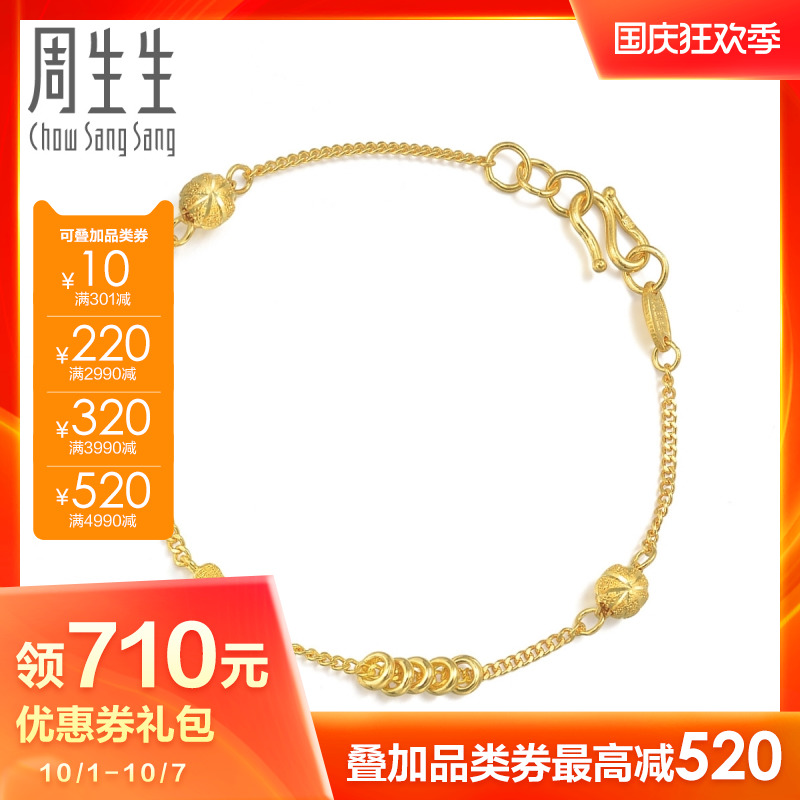 国庆狂欢季
周生生
Chow Sang Sang
可叠加品类券
¥10
满301减
¥220
满2990减
¥320
满3990减
¥520
满4990减
领710元
优惠券礼包
10/1-10/7
叠加品类券最高减520